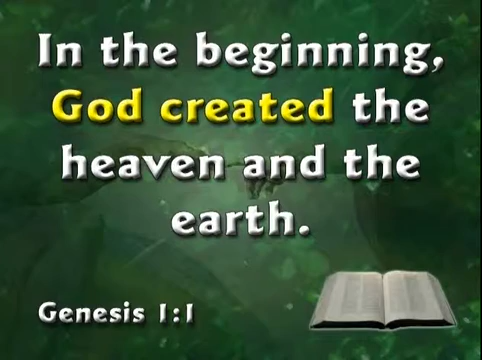 In the beginning,
God created the
heaven and the
earth.
Genesis 1:1